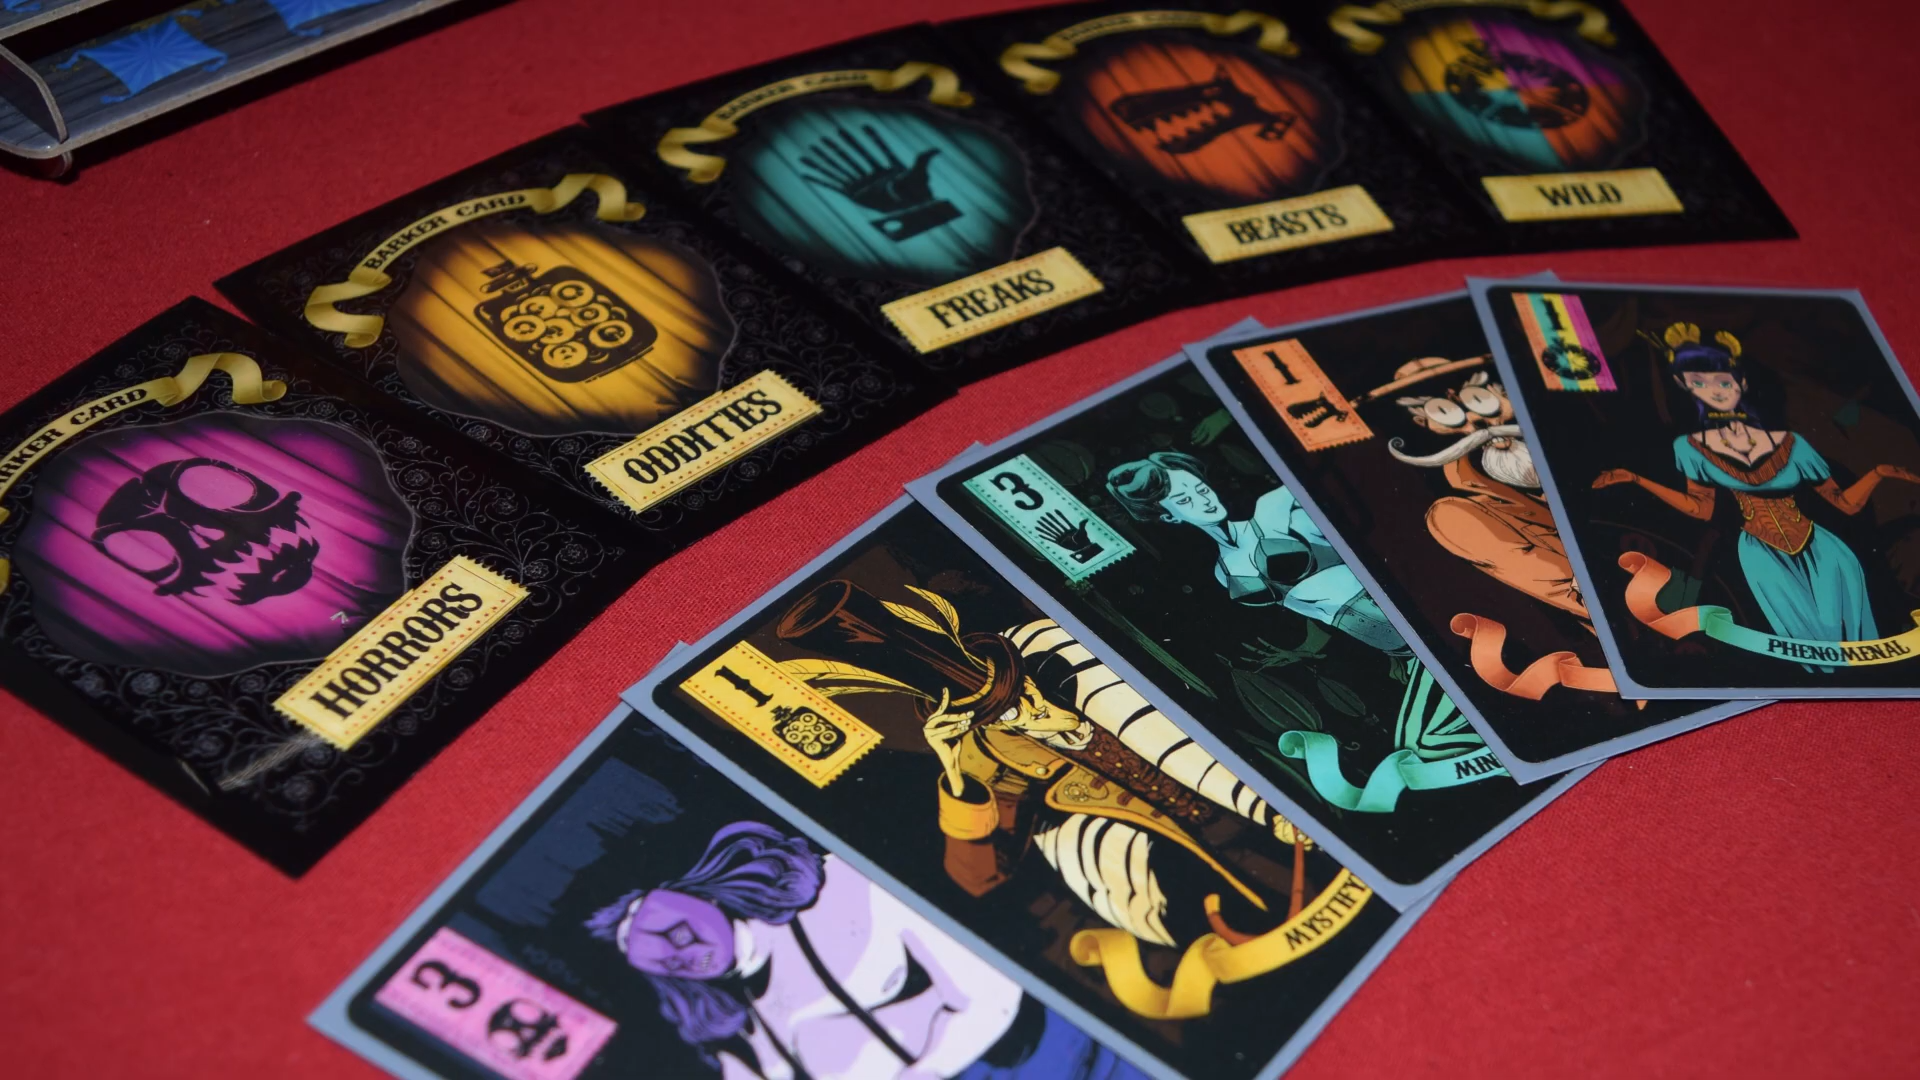 BARKER CARD
HORRORS
BARKER CARD
ODDITIES
BARKER CARD
FREAKS
BARKER CARD
BEASTS
WILD
3
1
MYSTIFY
3
MIN
1
1
PHENOMENAL